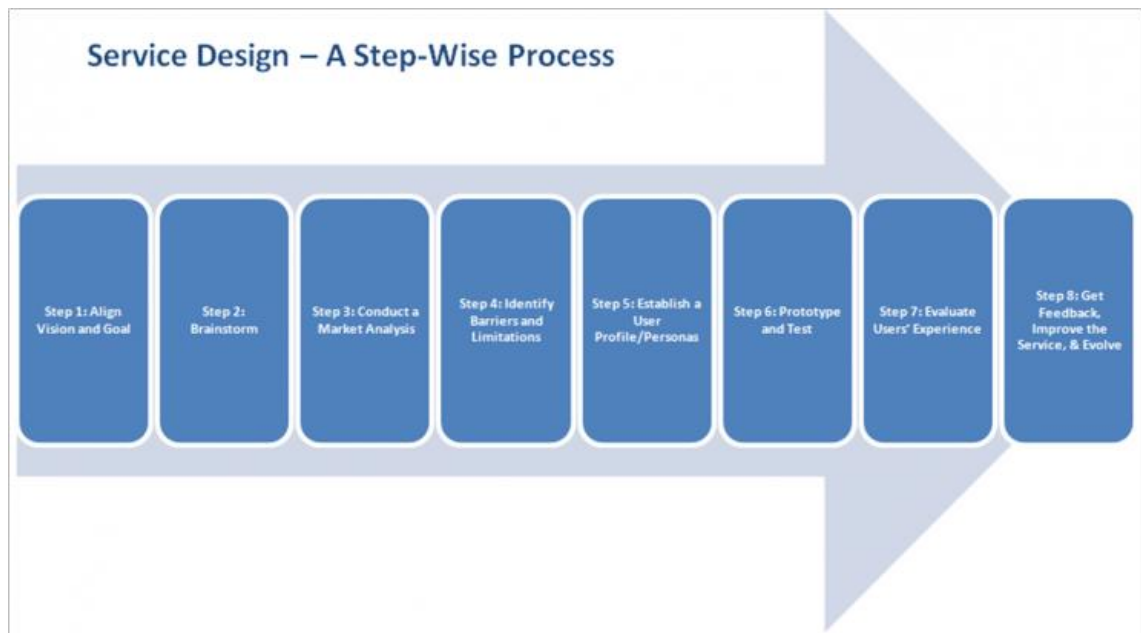 Service Design – A Step-Wise Process
Step 1: Align
Vision and Goal
Step 2:
Brainstorm
Step 3: Conduct a
Market Analysis
Step 4: Identify
Barriers and
Limitations
Step 5: Establish a
User
Profile/Personas
Step 6: Prototype
and Test
Step 7: Evaluate
Users' Experience
Step 8: Get
Feedback,
Improve the
Service, & Evolve